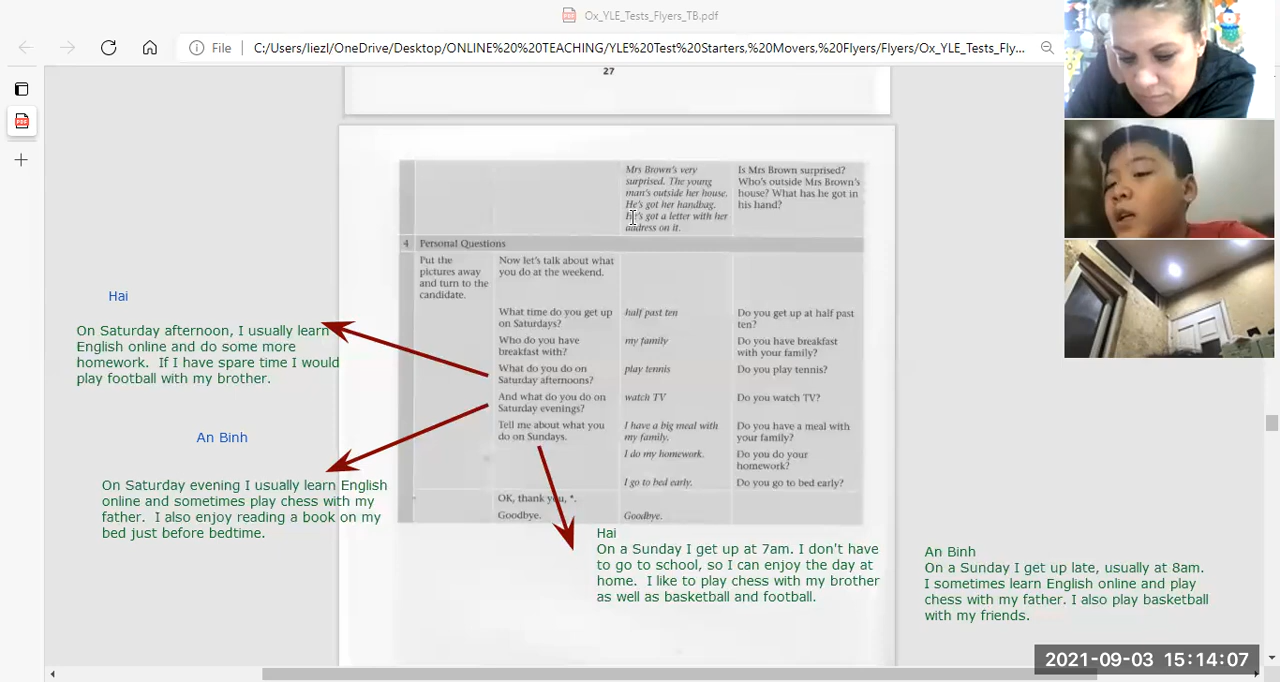 Ox_YLE_Tests_Flyers_TB.pdf
File
C:/Users/liezl/OneDrive/Desktop/ONLINE%20%20TEACHING/YLE%20Test%20Starters,%20Movers,%20Flyers/Flyers/Ox_YLE_Tests_Fly...
27
Mrs Brown's very
surprised. The young
man's outside her house.
He's got her handbag.
He's got a letter with her
address on it.
Is Mrs Brown surprised?
Who's outside Mrs Brown's
house? What has he got in
his hand?
4 Personal Questions
Put the
pictures away
and turn to the
candidate.
Now let's talk about what
you do at the weekend.
What time do you get up
on Saturdays?
half past ten
Do you get up at half past
ten?
Who do you have
breakfast with?
my family
Do you have breakfast
with your family?
What do you do on
Saturday afternoons?
play tennis
Do you play tennis?
And what do you do on
Saturday evenings?
watch TV
Do you watch TV?
Tell me about what you
do on Sundays.
I have a big meal with
my family.
Do you have a meal with
your family?
I do my homework.
Do you do your
homework?
I go to bed early.
Do you go to bed early?
OK, thank you, *.
Goodbye.
Goodbye.
Hai
On Saturday afternoon, I usually learn
English online and do some more
homework. If I have spare time I would
play football with my brother.
An Binh
On Saturday evening I usually learn English
online and sometimes play chess with my
father. I also enjoy reading a book on my
bed just before bedtime.
Hai
On a Sunday I get up at 7am. I don't have
to go to school, so I can enjoy the day at
home. I like to play chess with my brother
as well as basketball and football.
An Binh
On a Sunday I get up late, usually at 8am.
I sometimes learn English online and play
chess with my father. I also play basketball
with my friends.
2021-09-03 15:14:07